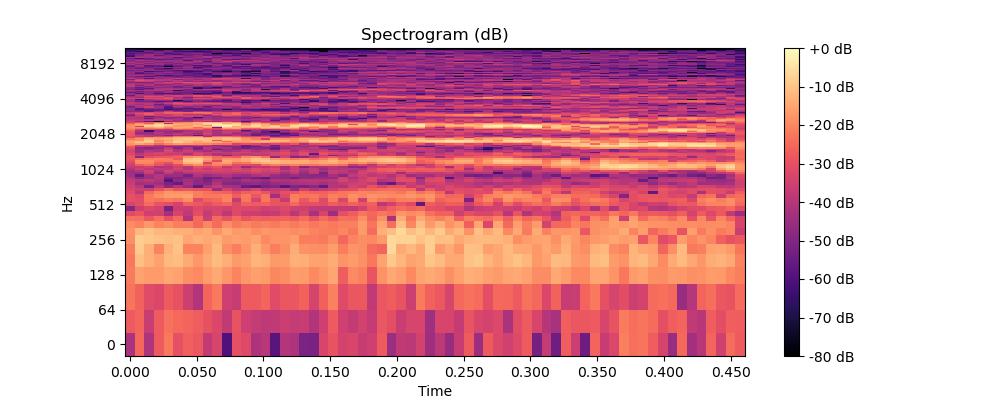 Spectrogram (dB)
8192
4096
2048
1024
512
256
128
64
0
Hz
0.000 0.050 0.100 0.150 0.200 0.250 0.300 0.350 0.400 0.450
Time
+0 dB
-10 dB
-20 dB
-30 dB
-40 dB
-50 dB
-60 dB
-70 dB
-80 dB